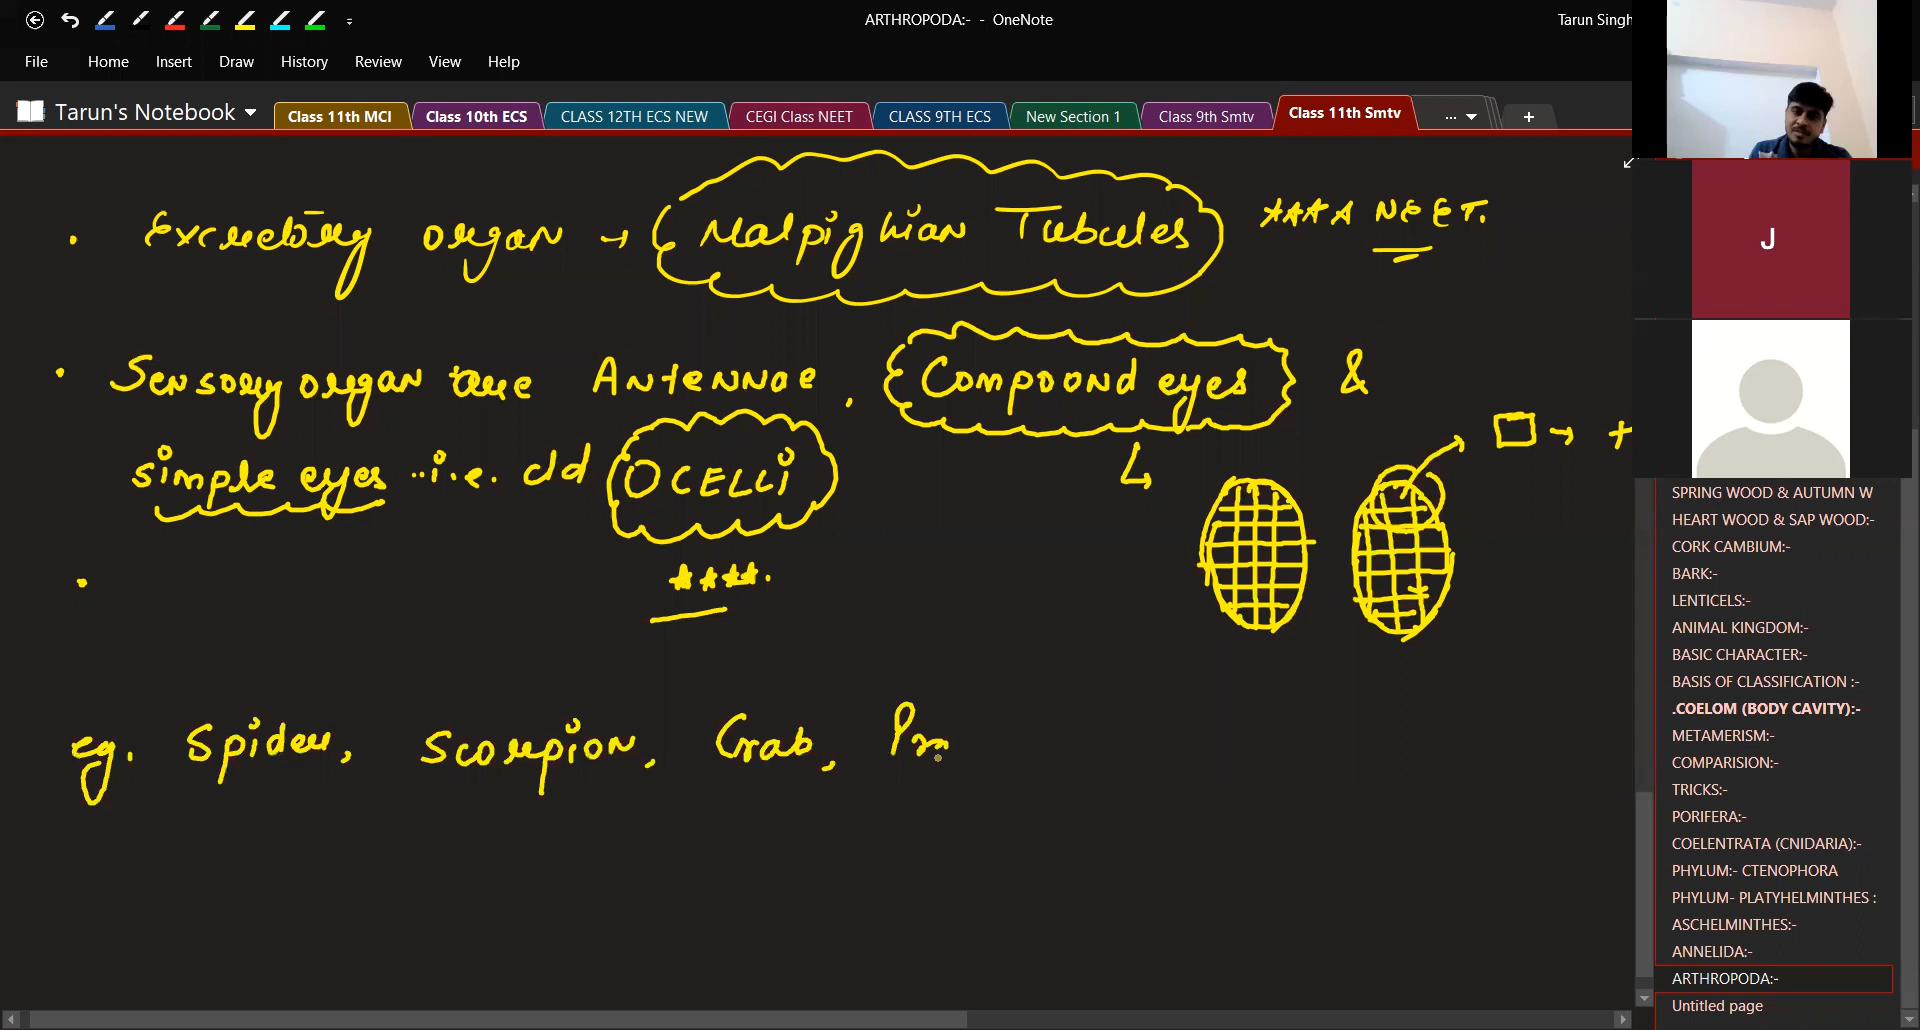 ARTHROPODA:- - OneNote
Tarun Singh
File Home Insert Draw History Review View Help
Tarun's Notebook
Class 11th MCI Class 10th ECS CLASS 12TH ECS NEW CEGI Class NEET CLASS 9TH ECS New Section 1 Class 9th Smtv Class 11th Smtv ... +
• Excretory organ → Malpighian Tubules **** NEET.
• Sensory organ are Antennae, Compound eyes &
simple eyes i.e. cld OCELLi
****.
□ → +
•
eg. Spider, Scorpion, Crab, Pra
J
SPRING WOOD & AUTUMN W
HEART WOOD & SAP WOOD:-
CORK CAMBIUM:-
BARK:-
LENTICELS:-
ANIMAL KINGDOM:-
BASIC CHARACTER:-
BASIS OF CLASSIFICATION :-
.COELOM (BODY CAVITY):-
METAMERISM:-
COMPARISION:-
TRICKS:-
PORIFERA:-
COELENTRATA (CNIDARIA):-
PHYLUM:- CTENOPHORA
PHYLUM- PLATYHELMINTHES :
ASCHELMINTHES:-
ANNELIDA:-
ARTHROPODA:-
Untitled page